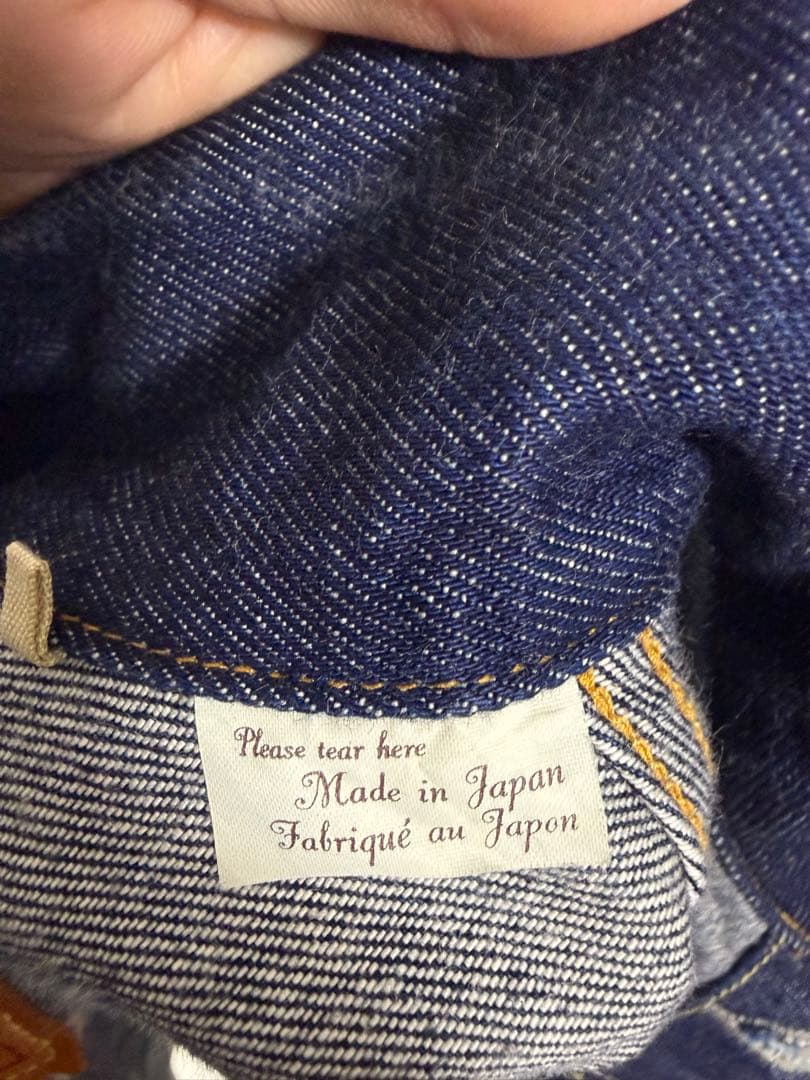 Please tear here
Made in Japan
Fabriqué au Japon